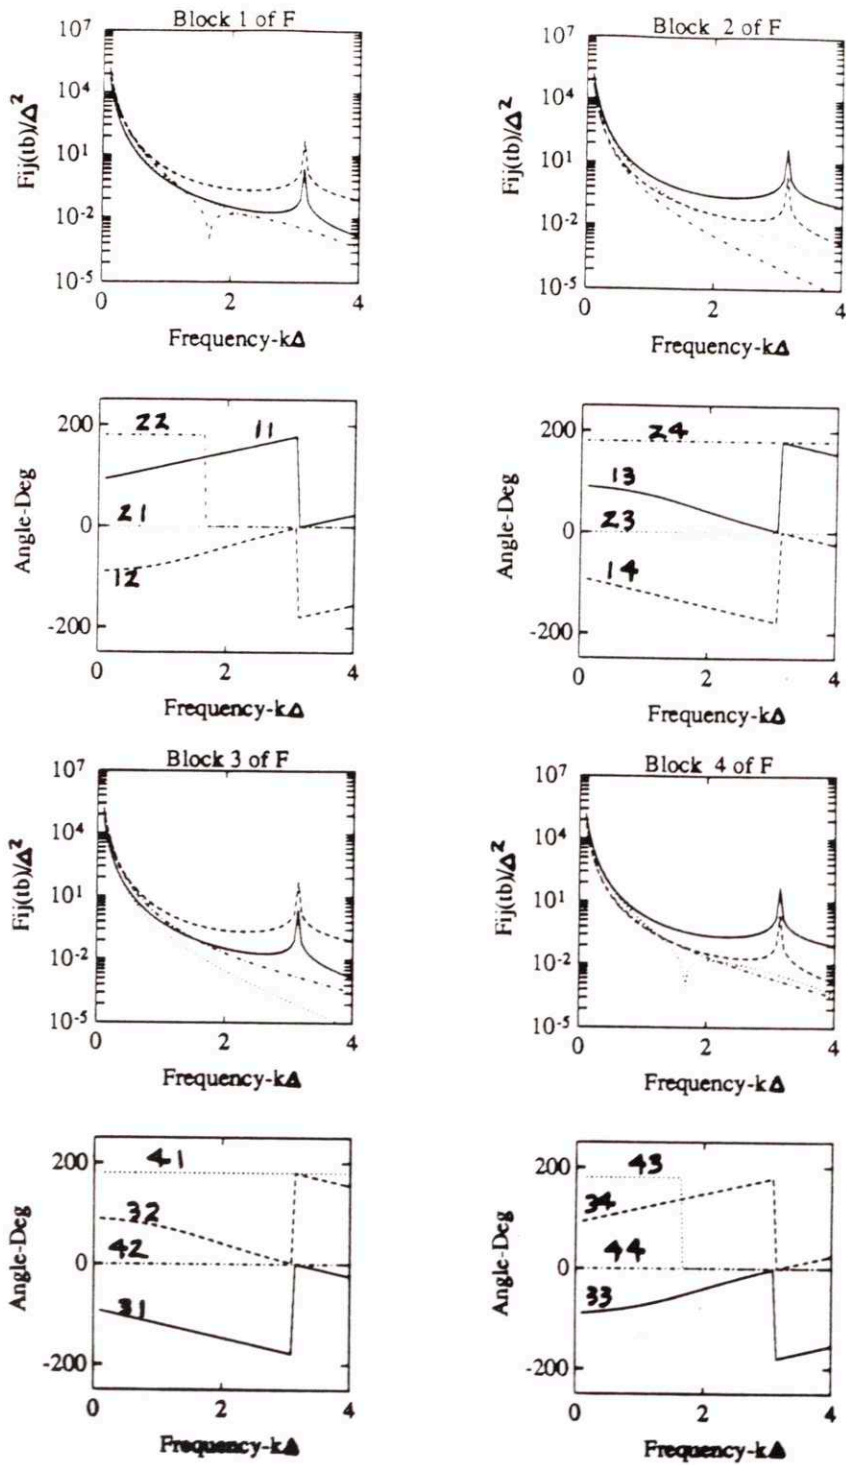 Block 1 of F
10^7
10^4
10^1
10^-2
10^-5
Fij(tb)/Δ^2
0 2 4
Frequency-kΔ
Block 2 of F
10^7
10^4
10^1
10^-2
10^-5
Fij(tb)/Δ^2
0 2 4
Frequency-kΔ
200
0
-200
Angle-Deg
22
11
21
12
0 2 4
Frequency-kΔ
200
0
-200
Angle-Deg
24
13
23
14
0 2 4
Frequency-kΔ
Block 3 of F
10^7
10^4
10^1
10^-2
10^-5
Fij(tb)/Δ^2
0 2 4
Frequency-kΔ
Block 4 of F
10^7
10^4
10^1
10^-2
10^-5
Fij(tb)/Δ^2
0 2 4
Frequency-kΔ
200
0
-200
Angle-Deg
41
32
42
31
0 2 4
Frequency-kΔ
200
0
-200
Angle-Deg
43
34
44
33
0 2 4
Frequency-kΔ